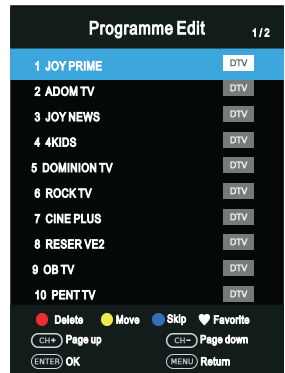 Programme Edit 1/2
1 JOY PRIME DTV
2 ADOM TV DTV
3 JOY NEWS DTV
4 4KIDS DTV
5 DOMINION TV DTV
6 ROCK TV DTV
7 CINE PLUS DTV
8 RESER VE2 DTV
9 OB TV DTV
10 PENT TV DTV
Delete Move Skip Favorite
CH+ Page up CH− Page down
ENTER OK MENU Return